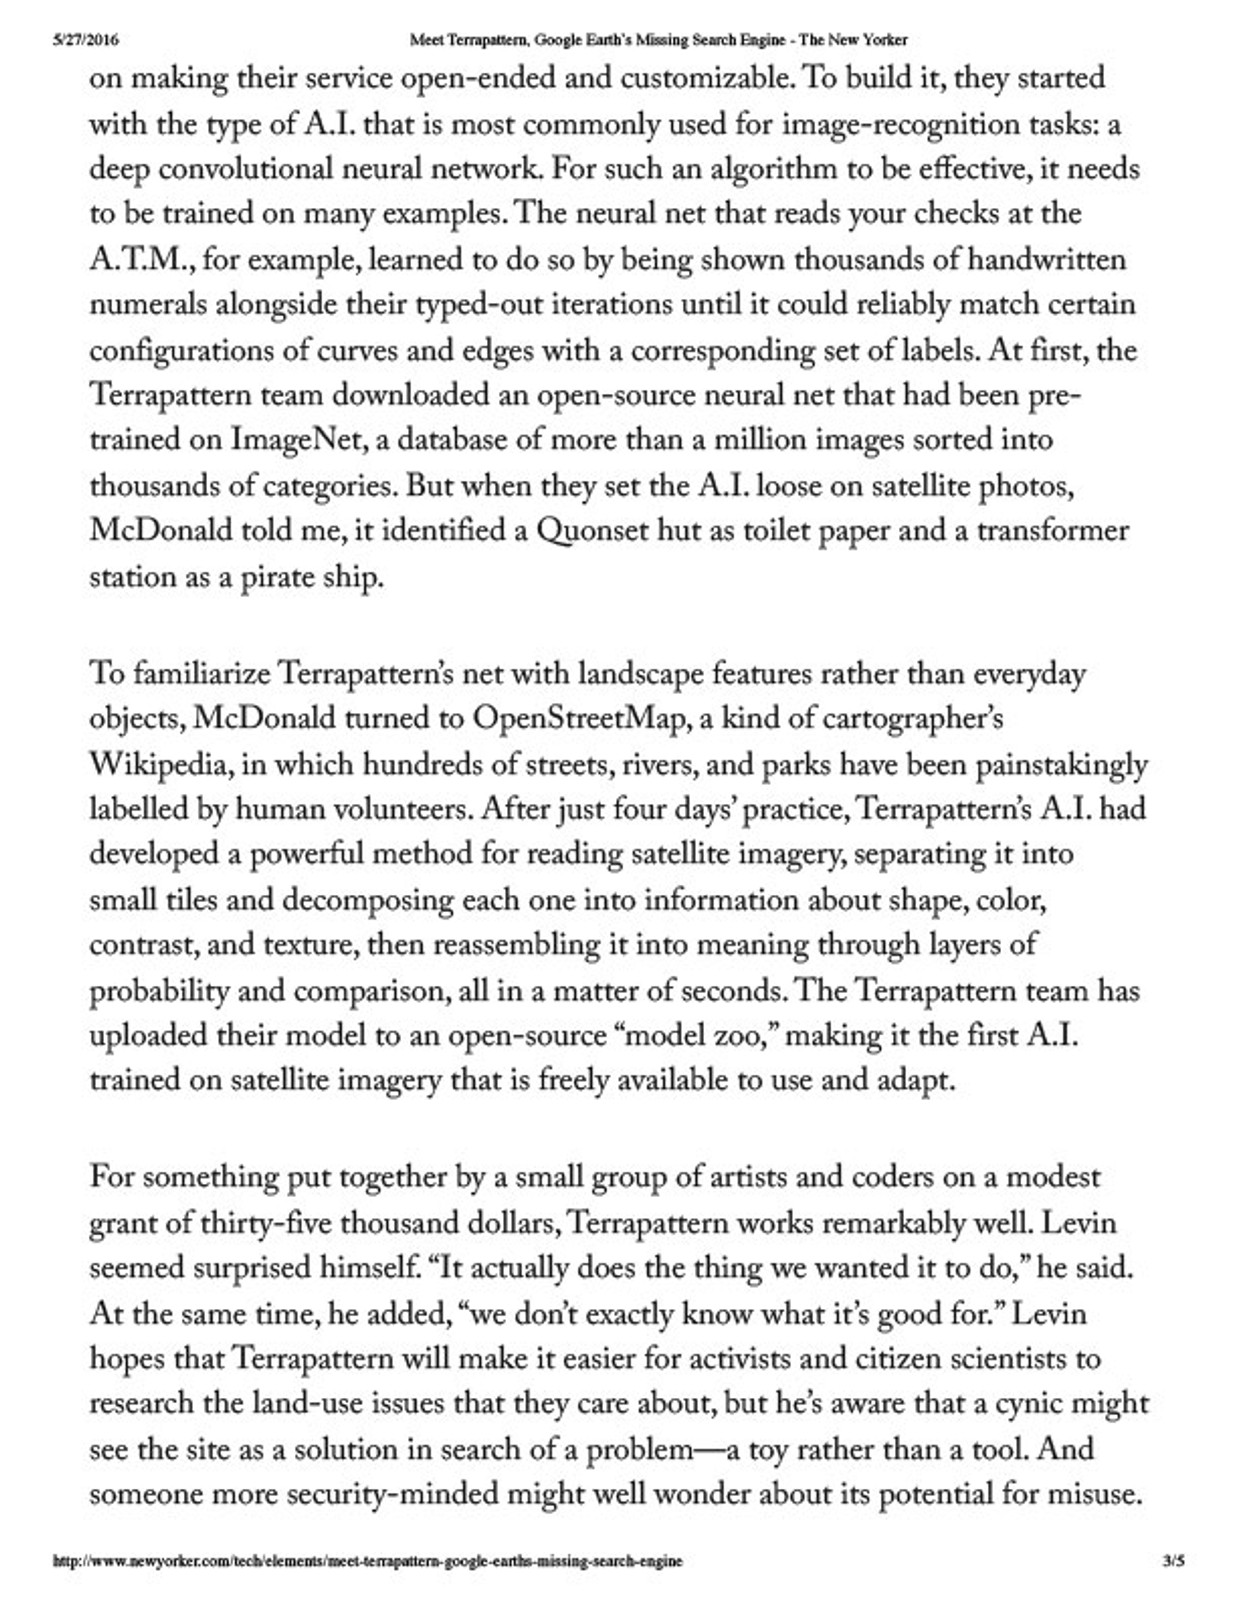 5/27/2016
Meet Terrapattern, Google Earth's Missing Search Engine - The New Yorker
on making their service open-ended and customizable. To build it, they started
with the type of A.I. that is most commonly used for image-recognition tasks: a
deep convolutional neural network. For such an algorithm to be effective, it needs
to be trained on many examples. The neural net that reads your checks at the
A.T.M., for example, learned to do so by being shown thousands of handwritten
numerals alongside their typed-out iterations until it could reliably match certain
configurations of curves and edges with a corresponding set of labels. At first, the
Terrapattern team downloaded an open-source neural net that had been pre-
trained on ImageNet, a database of more than a million images sorted into
thousands of categories. But when they set the A.I. loose on satellite photos,
McDonald told me, it identified a Quonset hut as toilet paper and a transformer
station as a pirate ship.
To familiarize Terrapattern’s net with landscape features rather than everyday
objects, McDonald turned to OpenStreetMap, a kind of cartographer’s
Wikipedia, in which hundreds of streets, rivers, and parks have been painstakingly
labelled by human volunteers. After just four days’ practice, Terrapattern’s A.I. had
developed a powerful method for reading satellite imagery, separating it into
small tiles and decomposing each one into information about shape, color,
contrast, and texture, then reassembling it into meaning through layers of
probability and comparison, all in a matter of seconds. The Terrapattern team has
uploaded their model to an open-source “model zoo,” making it the first A.I.
trained on satellite imagery that is freely available to use and adapt.
For something put together by a small group of artists and coders on a modest
grant of thirty-five thousand dollars, Terrapattern works remarkably well. Levin
seemed surprised himself. “It actually does the thing we wanted it to do,” he said.
At the same time, he added, “we don’t exactly know what it’s good for.” Levin
hopes that Terrapattern will make it easier for activists and citizen scientists to
research the land-use issues that they care about, but he’s aware that a cynic might
see the site as a solution in search of a problem—a toy rather than a tool. And
someone more security-minded might well wonder about its potential for misuse.
http://www.newyorker.com/tech/elements/meet-terrapattern-google-earths-missing-search-engine
3/5